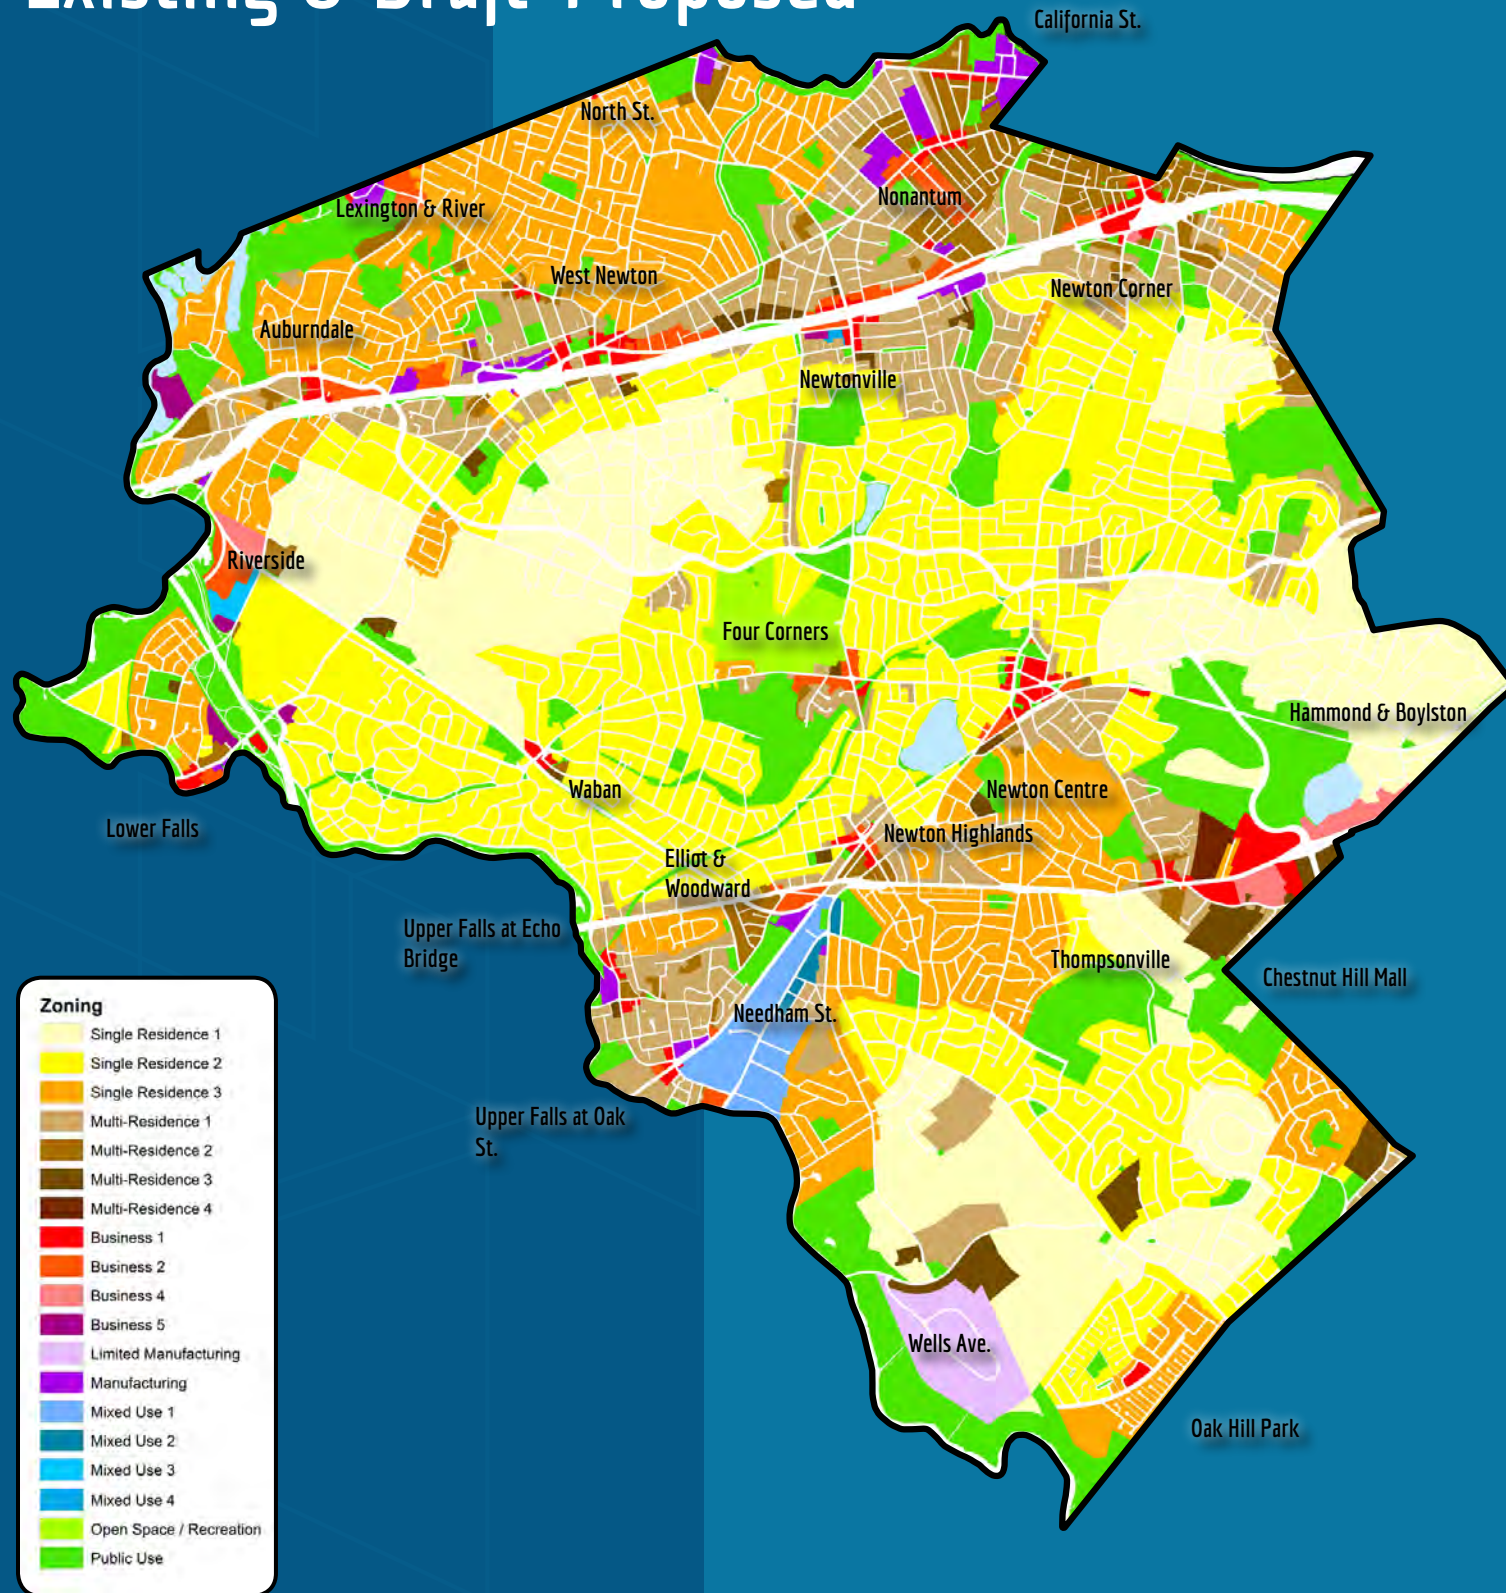 Existing & Draft Proposed
California St.
North St.
Nonantum
Lexington & River
West Newton
Newton Corner
Auburndale
Newtonville
Riverside
Four Corners
Hammond & Boylston
Waban
Newton Centre
Lower Falls
Newton Highlands
Elliot &
Woodward
Upper Falls at Echo
Bridge
Thompsonville
Chestnut Hill Mall
Needham St.
Upper Falls at Oak
St.
Wells Ave.
Oak Hill Park
Zoning
Single Residence 1
Single Residence 2
Single Residence 3
Multi-Residence 1
Multi-Residence 2
Multi-Residence 3
Multi-Residence 4
Business 1
Business 2
Business 4
Business 5
Limited Manufacturing
Manufacturing
Mixed Use 1
Mixed Use 2
Mixed Use 3
Mixed Use 4
Open Space / Recreation
Public Use